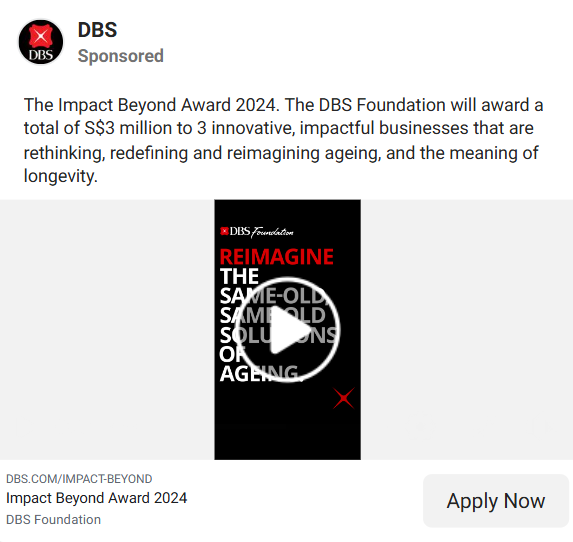 DBS
DBS
Sponsored
The Impact Beyond Award 2024. The DBS Foundation will award a
total of S$3 million to 3 innovative, impactful businesses that are
rethinking, redefining and reimagining ageing, and the meaning of
longevity.
DBS Foundation
REIMAGINE
THE
SAME-OLD,
SAME-OLD
SOLUTIONS
OF
AGEING.
DBS.COM/IMPACT-BEYOND
Impact Beyond Award 2024
DBS Foundation
Apply Now